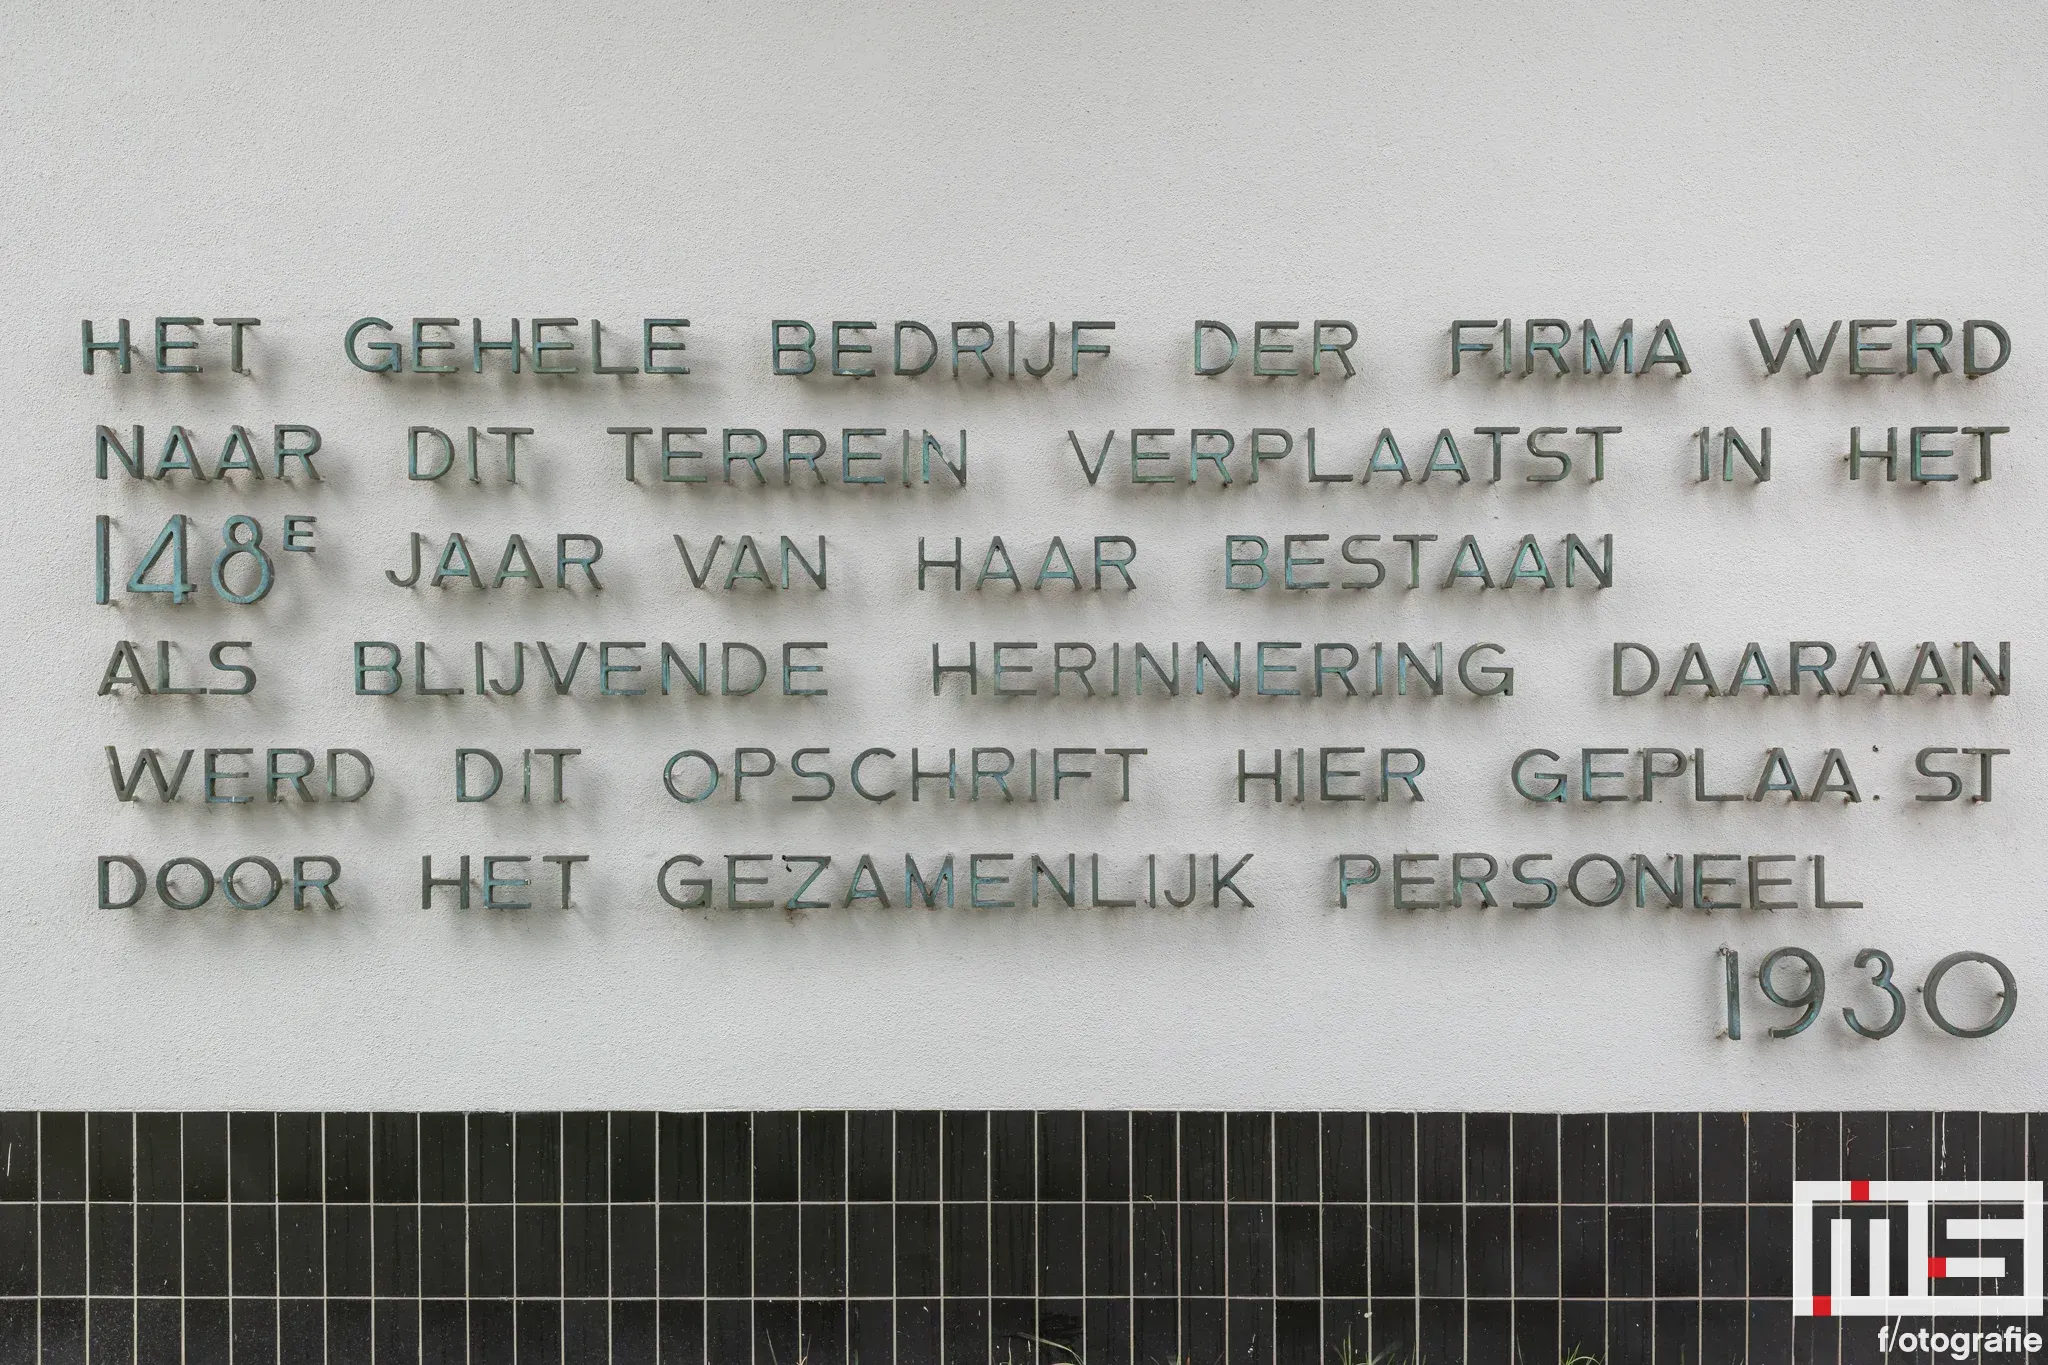 HET GEHELE BEDRIJF DER FIRMA WERD
NAAR DIT TERREIN VERPLAATST IN HET
148E JAAR VAN HAAR BESTAAN
ALS BLIJVENDE HERINNERING DAARAAN
WERD DIT OPSCHRIFT HIER GEPLAA ST
DOOR HET GEZAMENLIJK PERSONEEL
1930
MS
f/otografie